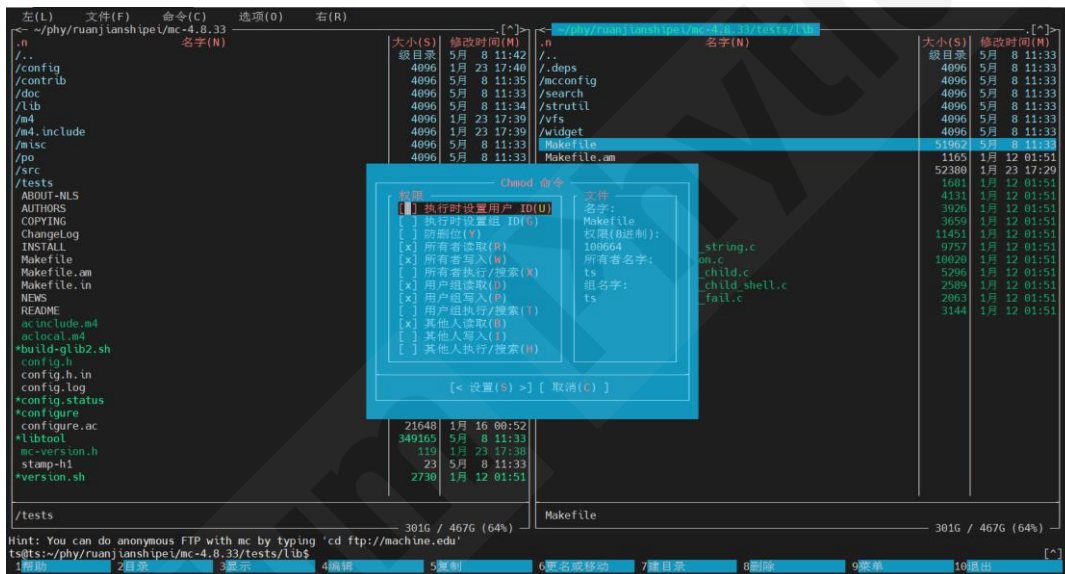 左(L) 文件(F) 命令(C) 选项(O) 右(R)
<- ~/phy/ruanjianshipei/mc-4.8.33 .[^]>
.n 名字(N) 大小(S) 修改时间(M)
/.. 级目录 5月 8 11:42
/config 4096 1月 23 17:40
/contrib 4096 5月 8 11:35
/doc 4096 5月 8 11:33
/lib 4096 5月 8 11:34
/m4 4096 1月 23 17:39
/m4.include 4096 1月 23 17:39
/misc 4096 5月 8 11:33
/po 4096 5月 8 11:33
/src
/tests
ABOUT-NLS
AUTHORS
COPYING
ChangeLog
INSTALL
Makefile
Makefile.am
Makefile.in
NEWS
README
acinclude.m4
aclocal.m4
*build-glib2.sh
config.h
config.h.in
config.log
*config.status
*configure
configure.ac 21648 1月 16 00:52
*libtool 349165 5月 8 11:33
mc-version.h 119 1月 23 17:38
stamp-h1 23 5月 8 11:33
*version.sh 2730 1月 12 01:51
/tests
301G / 467G (64%)
<- ~/phy/ruanjianshipei/mc-4.8.33/tests/lib .[^]>
.n 名字(N) 大小(S) 修改时间(M)
/.. 级目录 5月 8 11:33
/.deps 4096 5月 8 11:33
/mcconfig 4096 5月 8 11:33
/search 4096 5月 8 11:33
/strutil 4096 5月 8 11:33
/vfs 4096 5月 8 11:33
/widget 4096 5月 8 11:33
Makefile 51962 5月 8 11:33
Makefile.am 1165 1月 12 01:51
52380 1月 23 17:29
1681 1月 12 01:51
4131 1月 12 01:51
3926 1月 12 01:51
3659 1月 12 01:51
11451 1月 12 01:51
_string.c 9757 1月 12 01:51
on.c 10020 1月 12 01:51
_child.c 5296 1月 12 01:51
_child_shell.c 2589 1月 12 01:51
_fail.c 2063 1月 12 01:51
3144 1月 12 01:51
Makefile
301G / 467G (64%)
Chmod 命令
权限
[ ] 执行时设置用户 ID(U)
[ ] 执行时设置组 ID(G)
[ ] 防删位(Y)
[x] 所有者读取(R)
[x] 所有者写入(W)
[ ] 所有者执行/搜索(X)
[x] 用户组读取(D)
[x] 用户组写入(P)
[ ] 用户组执行/搜索(T)
[x] 其他人读取(B)
[ ] 其他人写入(I)
[ ] 其他人执行/搜索(H)
文件
名字:
Makefile
权限(8进制):
100664
所有者名字:
ts
组名字:
ts
[< 设置(S) >] [ 取消(C) ]
Hint: You can do anonymous FTP with mc by typing 'cd ftp://machine.edu'
ts@ts:~/phy/ruanjianshipei/mc-4.8.33/tests/lib$ [^]
1帮助 2目录 3显示 4编辑 5复制 6更名或移动 7建目录 8删除 9菜单 10退出